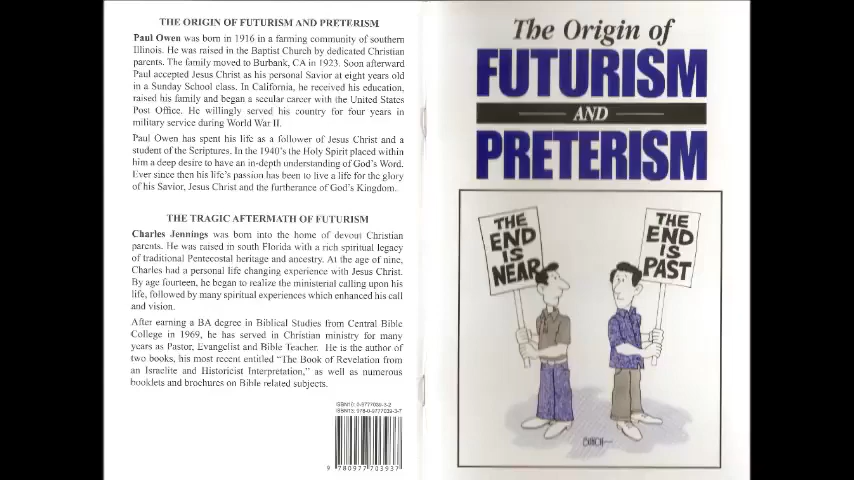 THE ORIGIN OF FUTURISM AND PRETERISM
Paul Owen was born in 1916 in a farming community of southern
Illinois. He was raised in the Baptist Church by dedicated Christian
parents. The family moved to Burbank, CA in 1923. Soon afterward
Paul accepted Jesus Christ as his personal Savior at eight years old
in a Sunday School class. In California, he received his education,
raised his family and began a secular career with the United States
Post Office. He willingly served his country for four years in
military service during World War II.
Paul Owen has spent his life as a follower of Jesus Christ and a
student of the Scriptures. In the 1940's the Holy Spirit placed within
him a deep desire to have an in-depth understanding of God's Word.
Ever since then his life's passion has been to live a life for the glory
of his Savior, Jesus Christ and the furtherance of God's Kingdom.
THE TRAGIC AFTERMATH OF FUTURISM
Charles Jennings was born into the home of devout Christian
parents. He was raised in south Florida with a rich spiritual legacy
of traditional Pentecostal heritage and ancestry. At the age of nine,
Charles had a personal life changing experience with Jesus Christ.
By age fourteen, he began to realize the ministerial calling upon his
life, followed by many spiritual experiences which enhanced his call
and vision.
After earning a BA degree in Biblical Studies from Central Bible
College in 1969, he has served in Christian ministry for many
years as Pastor, Evangelist and Bible Teacher. He is the author of
two books, his most recent entitled "The Book of Revelation from
an Israelite and Historicist Interpretation," as well as numerous
booklets and brochures on Bible related subjects.
9 780977 703937
The Origin of
FUTURISM
AND
PRETERISM
THE
END
IS
NEAR
THE
END
IS
PAST